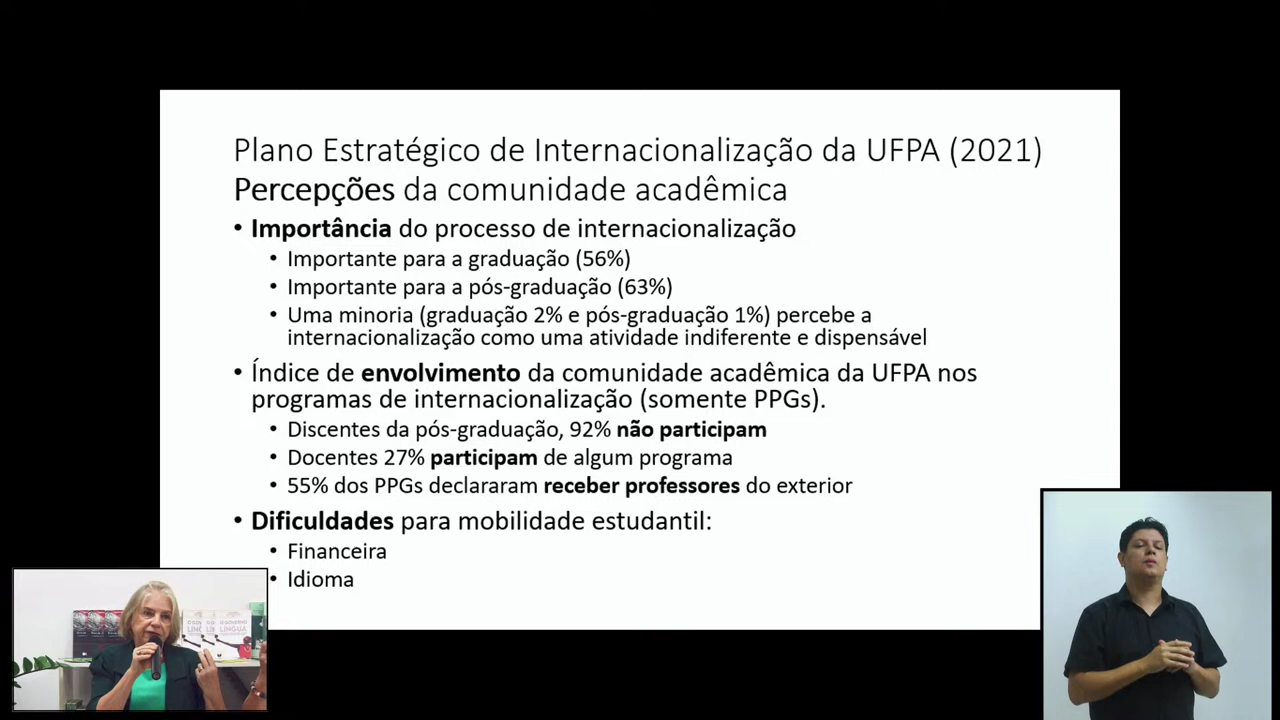 Plano Estratégico de Internacionalização da UFPA (2021)
Percepções da comunidade acadêmica
• Importância do processo de internacionalização
• Importante para a graduação (56%)
• Importante para a pós-graduação (63%)
• Uma minoria (graduação 2% e pós-graduação 1%) percebe a
internacionalização como uma atividade indiferente e dispensável
• Índice de envolvimento da comunidade acadêmica da UFPA nos
programas de internacionalização (somente PPGs).
• Discentes da pós-graduação, 92% não participam
• Docentes 27% participam de algum programa
• 55% dos PPGs declararam receber professores do exterior
• Dificuldades para mobilidade estudantil:
• Financeira
• Idioma
LÍNGUA